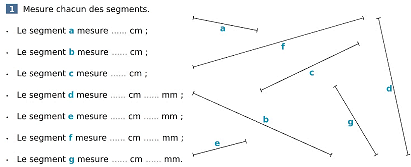 1 Mesure chacun des segments.
• Le segment a mesure ...... cm ;
• Le segment b mesure ...... cm ;
• Le segment c mesure ...... cm ;
• Le segment d mesure ...... cm ...... mm ;
• Le segment e mesure ...... cm ...... mm ;
• Le segment f mesure ...... cm ...... mm ;
• Le segment g mesure ...... cm ...... mm.
a
f
c
d
b
g
e